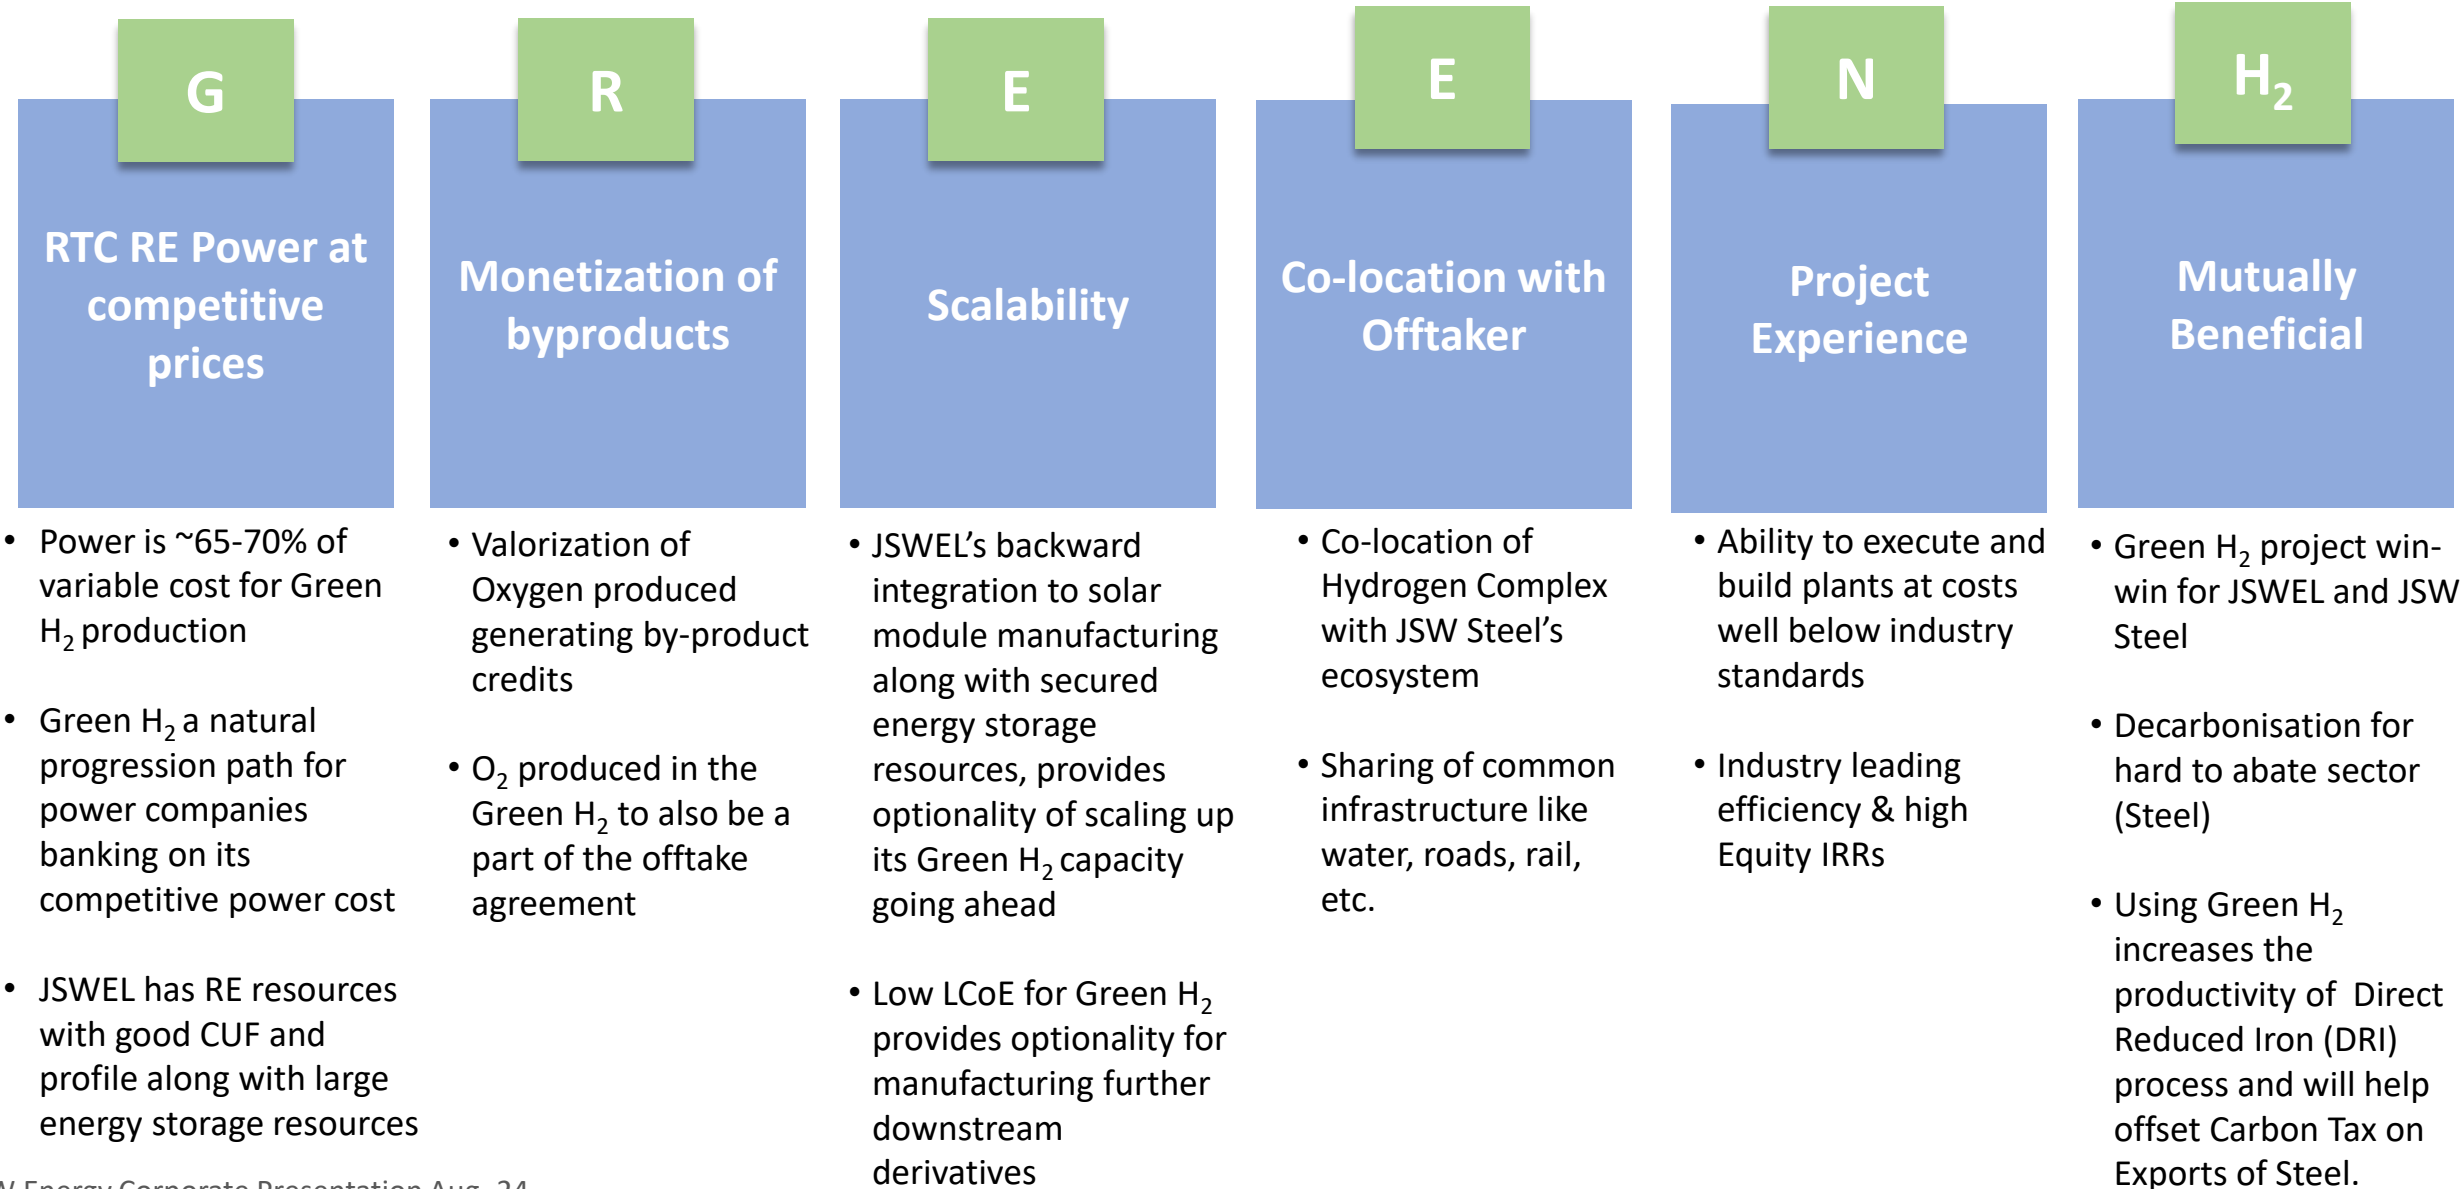 G
RTC RE Power at
competitive
prices
• Power is ~65-70% of
variable cost for Green
H₂ production
• Green H₂ a natural
progression path for
power companies
banking on its
competitive power cost
• JSWEL has RE resources
with good CUF and
profile along with large
energy storage resources
R
Monetization of
byproducts
• Valorization of
Oxygen produced
generating by-product
credits
• O₂ produced in the
Green H₂ to also be a
part of the offtake
agreement
E
Scalability
• JSWEL’s backward
integration to solar
module manufacturing
along with secured
energy storage
resources, provides
optionality of scaling up
its Green H₂ capacity
going ahead
• Low LCoE for Green H₂
provides optionality for
manufacturing further
downstream
derivatives
E
Co-location with
Offtaker
• Co-location of
Hydrogen Complex
with JSW Steel’s
ecosystem
• Sharing of common
infrastructure like
water, roads, rail,
etc.
N
Project
Experience
• Ability to execute and
build plants at costs
well below industry
standards
• Industry leading
efficiency & high
Equity IRRs
H₂
Mutually
Beneficial
• Green H₂ project win-
win for JSWEL and JSW
Steel
• Decarbonisation for
hard to abate sector
(Steel)
• Using Green H₂
increases the
productivity of Direct
Reduced Iron (DRI)
process and will help
offset Carbon Tax on
Exports of Steel.
Energy Corporate Presentation Aug- 24